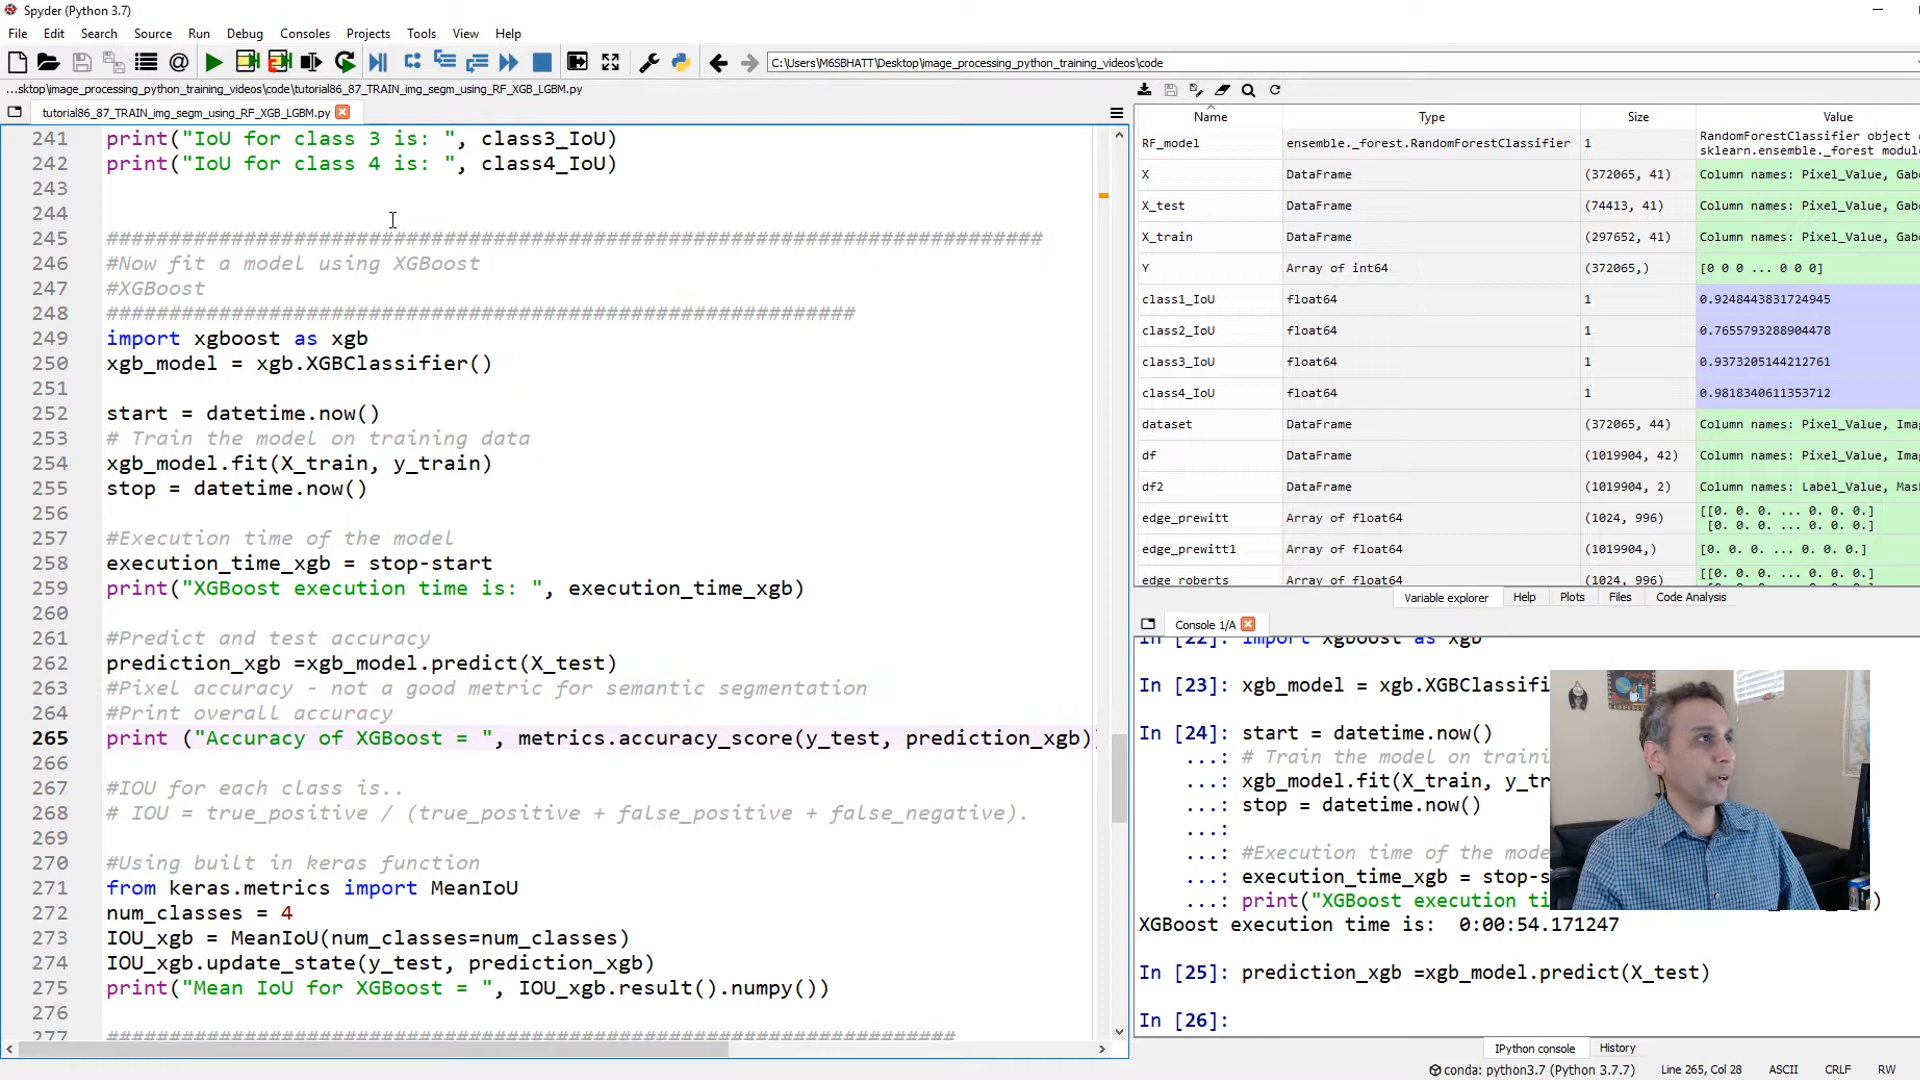 Spyder (Python 3.7)
File Edit Search Source Run Debug Consoles Projects Tools View Help
C:\Users\M6SBHATT\Desktop\image_processing_python_training_videos\code
...sktop\image_processing_python_training_videos\code\tutorial86_87_TRAIN_img_segm_using_RF_XGB_LGBM.py
tutorial86_87_TRAIN_img_segm_using_RF_XGB_LGBM.py
241 print("IoU for class 3 is: ", class3_IoU)
242 print("IoU for class 4 is: ", class4_IoU)
243
244
245 ###########################################################################
246 #Now fit a model using XGBoost
247 #XGBoost
248 ############################################################
249 import xgboost as xgb
250 xgb_model = xgb.XGBClassifier()
251
252 start = datetime.now()
253 # Train the model on training data
254 xgb_model.fit(X_train, y_train)
255 stop = datetime.now()
256
257 #Execution time of the model
258 execution_time_xgb = stop-start
259 print("XGBoost execution time is: ", execution_time_xgb)
260
261 #Predict and test accuracy
262 prediction_xgb =xgb_model.predict(X_test)
263 #Pixel accuracy - not a good metric for semantic segmentation
264 #Print overall accuracy
265 print ("Accuracy of XGBoost = ", metrics.accuracy_score(y_test, prediction_xgb)
266
267 #IOU for each class is..
268 # IOU = true_positive / (true_positive + false_positive + false_negative).
269
270 #Using built in keras function
271 from keras.metrics import MeanIoU
272 num_classes = 4
273 IOU_xgb = MeanIoU(num_classes=num_classes)
274 IOU_xgb.update_state(y_test, prediction_xgb)
275 print("Mean IoU for XGBoost = ", IOU_xgb.result().numpy())
276
277 ####################################################################
Name Type Size Value
RF_model ensemble._forest.RandomForestClassifier 1 RandomForestClassifier object o
sklearn.ensemble._forest modul
X DataFrame (372065, 41) Column names: Pixel_Value, Gabo
X_test DataFrame (74413, 41) Column names: Pixel_Value, Gabo
X_train DataFrame (297652, 41) Column names: Pixel_Value, Gabo
Y Array of int64 (372065,) [0 0 0 ... 0 0 0]
class1_IoU float64 1 0.9248443831724945
class2_IoU float64 1 0.7655793288904478
class3_IoU float64 1 0.9373205144212761
class4_IoU float64 1 0.9818340611353712
dataset DataFrame (372065, 44) Column names: Pixel_Value, Imag
df DataFrame (1019904, 42) Column names: Pixel_Value, Imag
df2 DataFrame (1019904, 2) Column names: Label_Value, Mask
edge_prewitt Array of float64 (1024, 996) [[0. 0. 0. ... 0. 0. 0.]
[0. 0. 0. ... 0. 0. 0.]
edge_prewitt1 Array of float64 (1019904,) [0. 0. 0. ... 0. 0. 0.]
edge_roberts Array of float64 (1024, 996) [[0. 0. 0. ... 0. 0. 0.]
Variable explorer Help Plots Files Code Analysis
Console 1/A
In [22]: import xgboost as xgb
In [23]: xgb_model = xgb.XGBClassifi
In [24]: start = datetime.now()
...: # Train the model on traini
...: xgb_model.fit(X_train, y_tr
...: stop = datetime.now()
...:
...: #Execution time of the mode
...: execution_time_xgb = stop-s
...: print("XGBoost execution ti
XGBoost execution time is:  0:00:54.171247
In [25]: prediction_xgb =xgb_model.predict(X_test)
In [26]:
IPython console History
conda: python3.7 (Python 3.7.7) Line 265, Col 28 ASCII CRLF RW